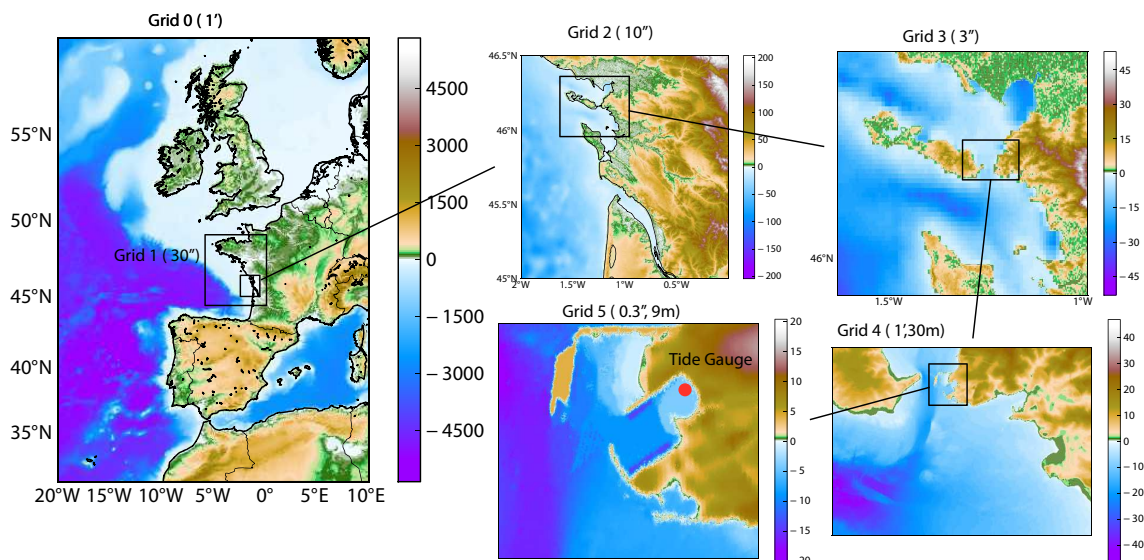 Grid 0 ( 1’)
Grid 1 ( 30”)
55°N
50°N
45°N
40°N
35°N
20°W
15°W
10°W
5°W
0°
5°E
10°E
4500
3000
1500
0
− 1500
− 3000
− 4500
Grid 2 ( 10”)
46.5°N
46°N
45.5°N
45°N
2°W
1.5°W
1°W
0.5°W
200
150
100
50
0
− 50
− 100
− 150
− 200
Grid 3 ( 3”)
46°N
1.5°W
1°W
45
30
15
0
− 15
− 30
− 45
Grid 5 ( 0.3”, 9m)
Tide Gauge
20
15
10
5
0
− 5
− 10
− 15
− 20
Grid 4 ( 1’,30m)
40
30
20
10
0
− 10
− 20
− 30
− 40